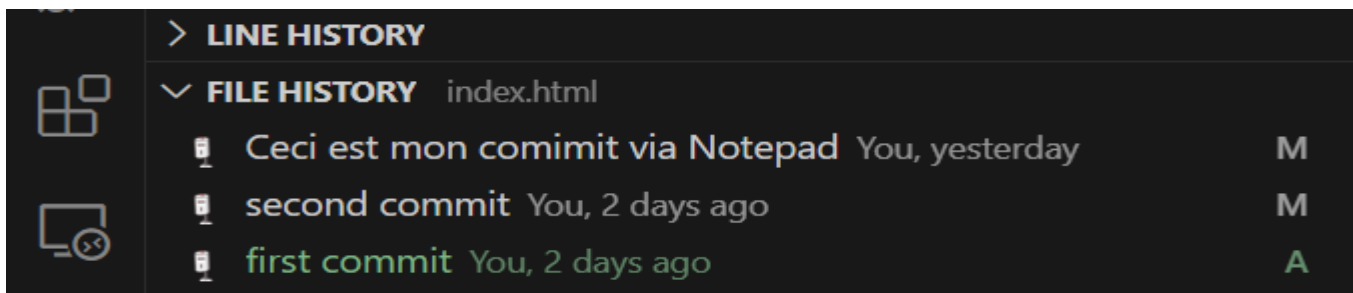 LINE HISTORY
FILE HISTORY index.html
Ceci est mon comimit via Notepad You, yesterday M
second commit You, 2 days ago M
first commit You, 2 days ago A